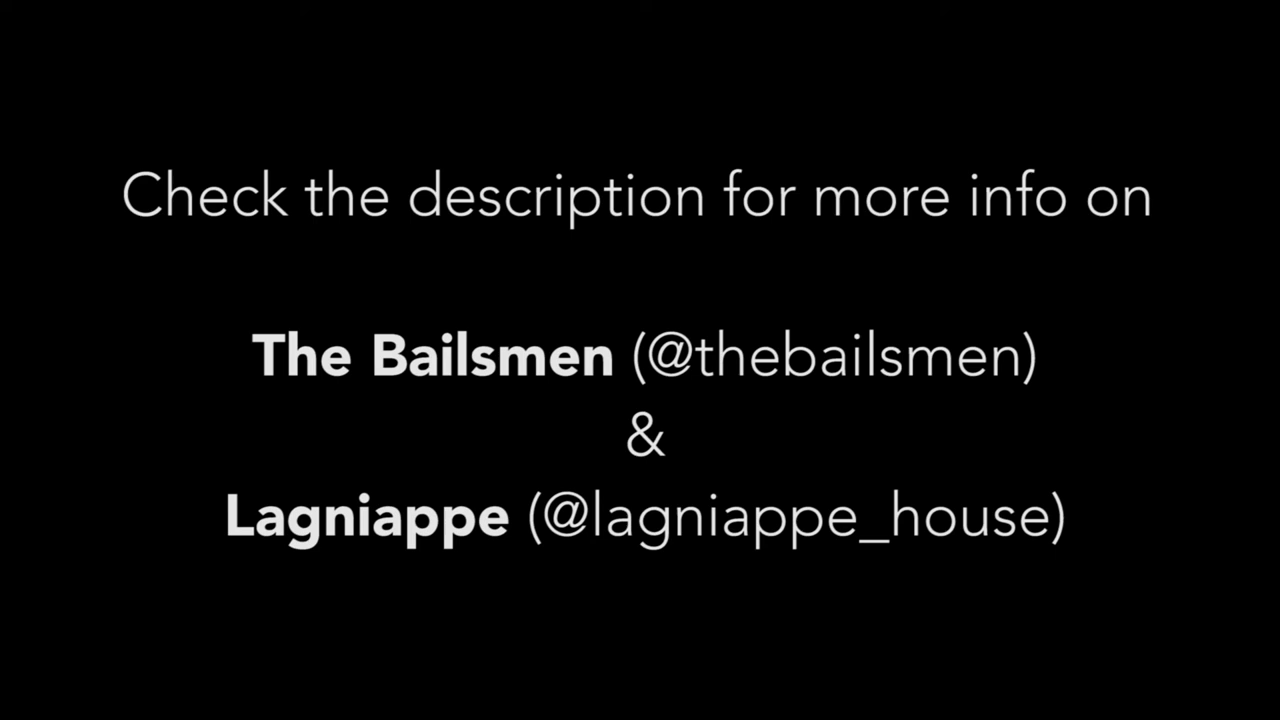 Check the description for more info on
The Bailsmen (@thebailsmen)
&
Lagniappe (@lagniappe_house)